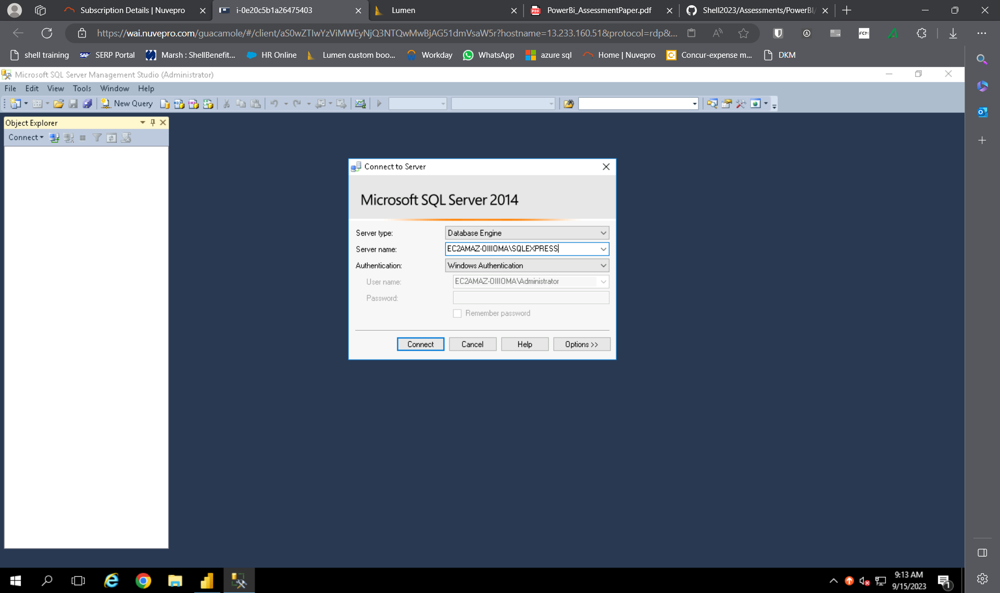 Subscription Details | Nuvepro
i-0e20c5b1a26475403
Lumen
PowerBi_AssessmentPaper.pdf
Shell2023/Assessments/PowerBI/
https://wai.nuvepro.com/guacamole/#/client/aS0wZTIwYzViMWEyNjQ3NTQwMwBjAG51dmVsaW5r?hostname=13.233.160.51&protocol=rdp&...
shell training
SERP Portal
Marsh : ShellBenefit...
HR Online
Lumen custom boo...
Workday
WhatsApp
azure sql
Home | Nuvepro
Concur-expense m...
DKM
Microsoft SQL Server Management Studio (Administrator)
File Edit View Tools Window Help
New Query
Object Explorer
Connect
Connect to Server
Microsoft SQL Server 2014
Server type: Database Engine
Server name: EC2AMAZ-0IIIOMA\SQLEXPRESS
Authentication: Windows Authentication
User name: EC2AMAZ-0IIIOMA\Administrator
Password:
Remember password
Connect Cancel Help Options >>
9:13 AM
9/15/2023
1